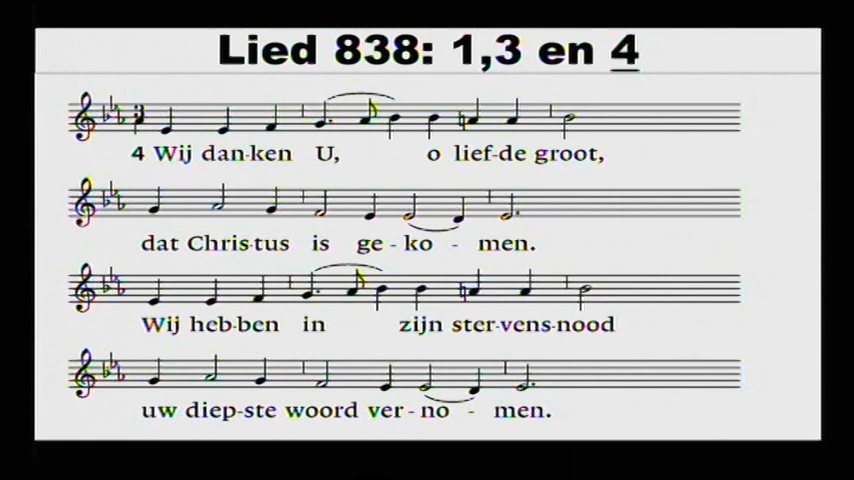 Lied 838: 1,3 en 4
4 Wij dan-ken U, o lief-de groot,
dat Chris-tus is ge-ko - men.
Wij heb-ben in zijn ster-vens-nood
uw diep-ste woord ver-no - men.